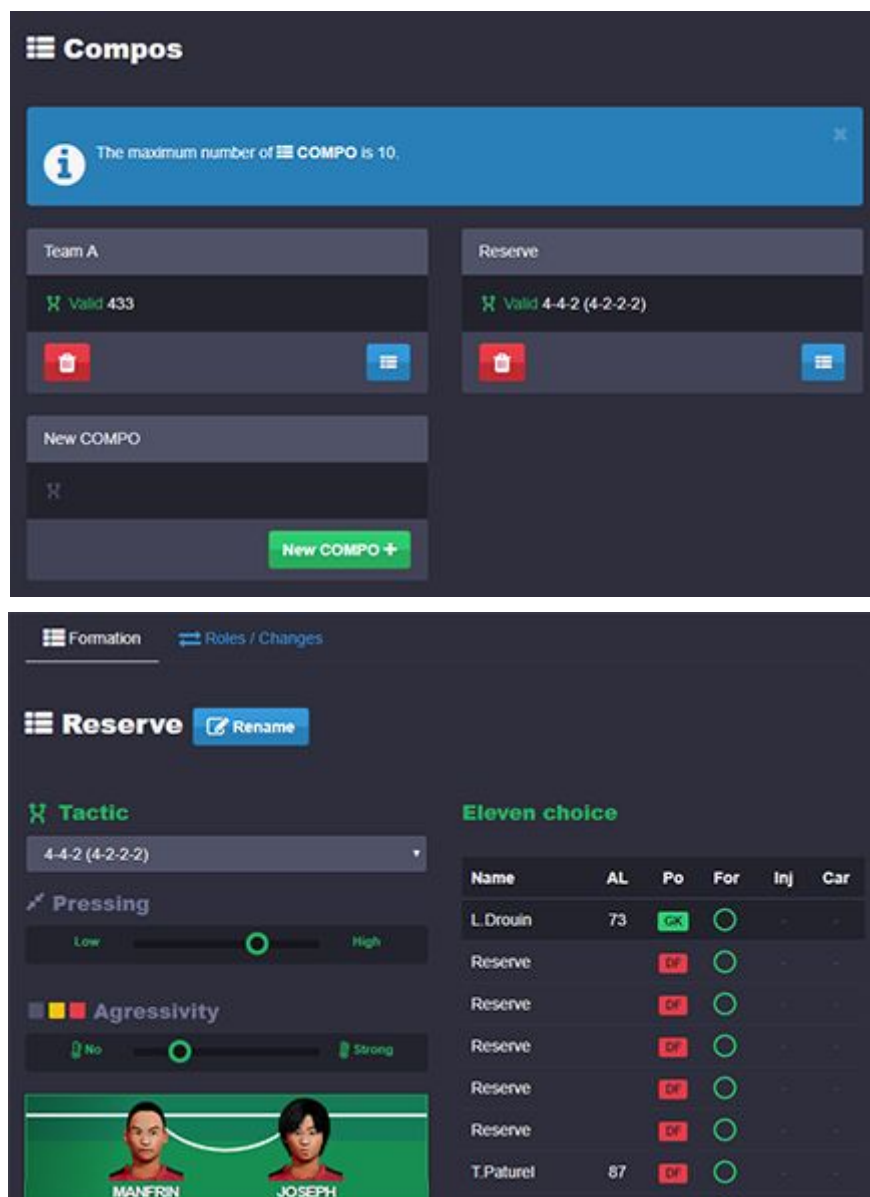 Compos
The maximum number of COMPO is 10.
Team A
Valid 433
Reserve
Valid 4-4-2 (4-2-2-2)
New COMPO
New COMPO +
Formation
Roles / Changes
Reserve
Rename
Tactic
4-4-2 (4-2-2-2)
Pressing
Low High
Agressivity
No Strong
MANFRIN JOSEPH
Eleven choice
Name AL Po For Inj Car
L.Drouin 73 GK - -
Reserve DF - -
Reserve DF - -
Reserve DF - -
Reserve DF - -
Reserve DF - -
T.Paturel 87 DF - -